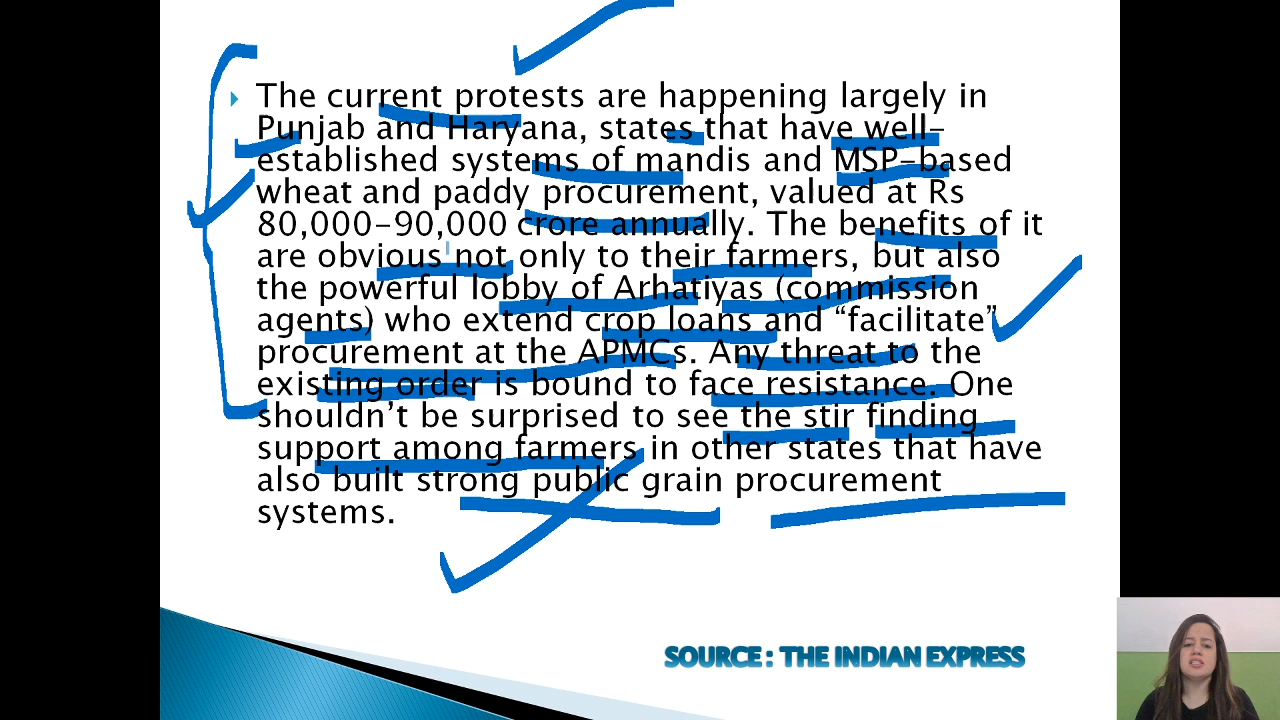 The current protests are happening largely in
Punjab and Haryana, states that have well-
established systems of mandis and MSP-based
wheat and paddy procurement, valued at Rs
80,000-90,000 crore annually. The benefits of it
are obvious not only to their farmers, but also
the powerful lobby of Arhatiyas (commission
agents) who extend crop loans and “facilitate”
procurement at the APMCs. Any threat to the
existing order is bound to face resistance. One
shouldn’t be surprised to see the stir finding
support among farmers in other states that have
also built strong public grain procurement
systems.
SOURCE : THE INDIAN EXPRESS